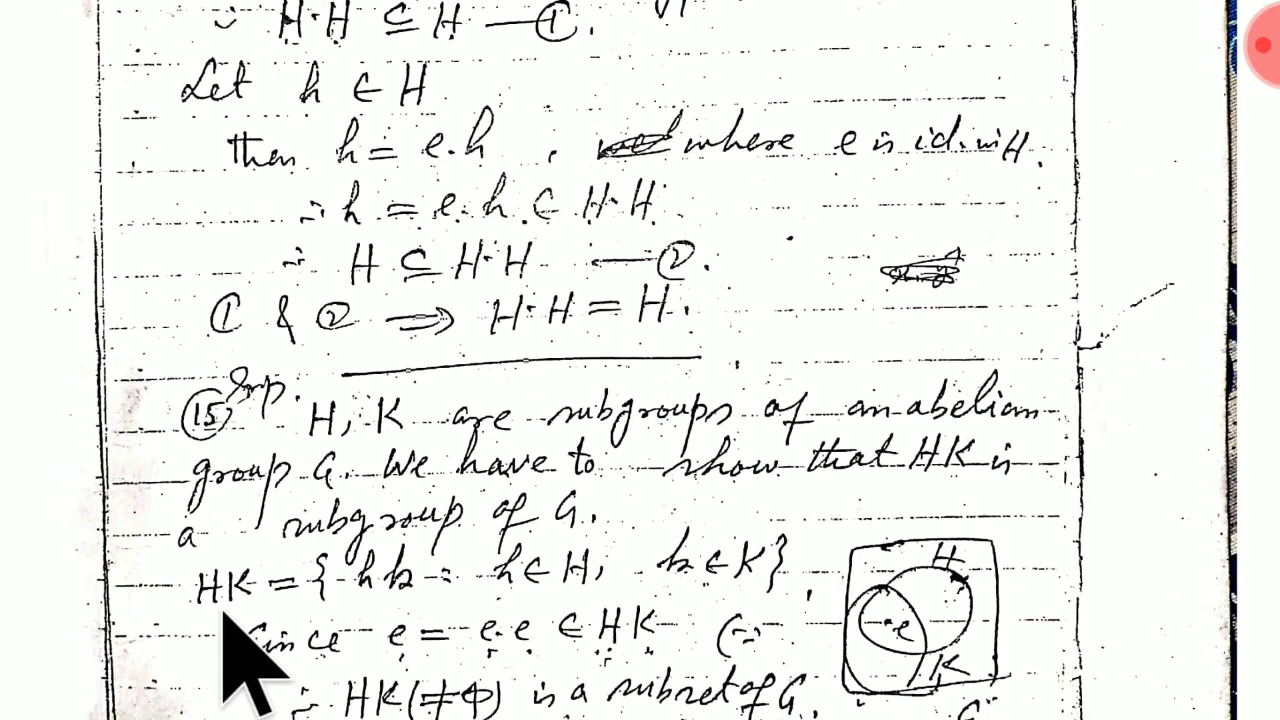 ∴ H·H ⊆ H —①.
Let h ∈ H
then h = e.h , where e is id. in H.
∴ h = e.h ∈ H·H
∴ H ⊆ H·H —②.
① & ② ⟹ H·H = H.
⑮ Imp. H, K are subgroups of an abelian
group G. We have to show that HK is
a subgroup of G.
HK = { hk : h ∈ H, k ∈ K } .
H
Since e = e.e ∈ HK (∵
e
K
∴ HK(≠ϕ) is a subset of G.
G